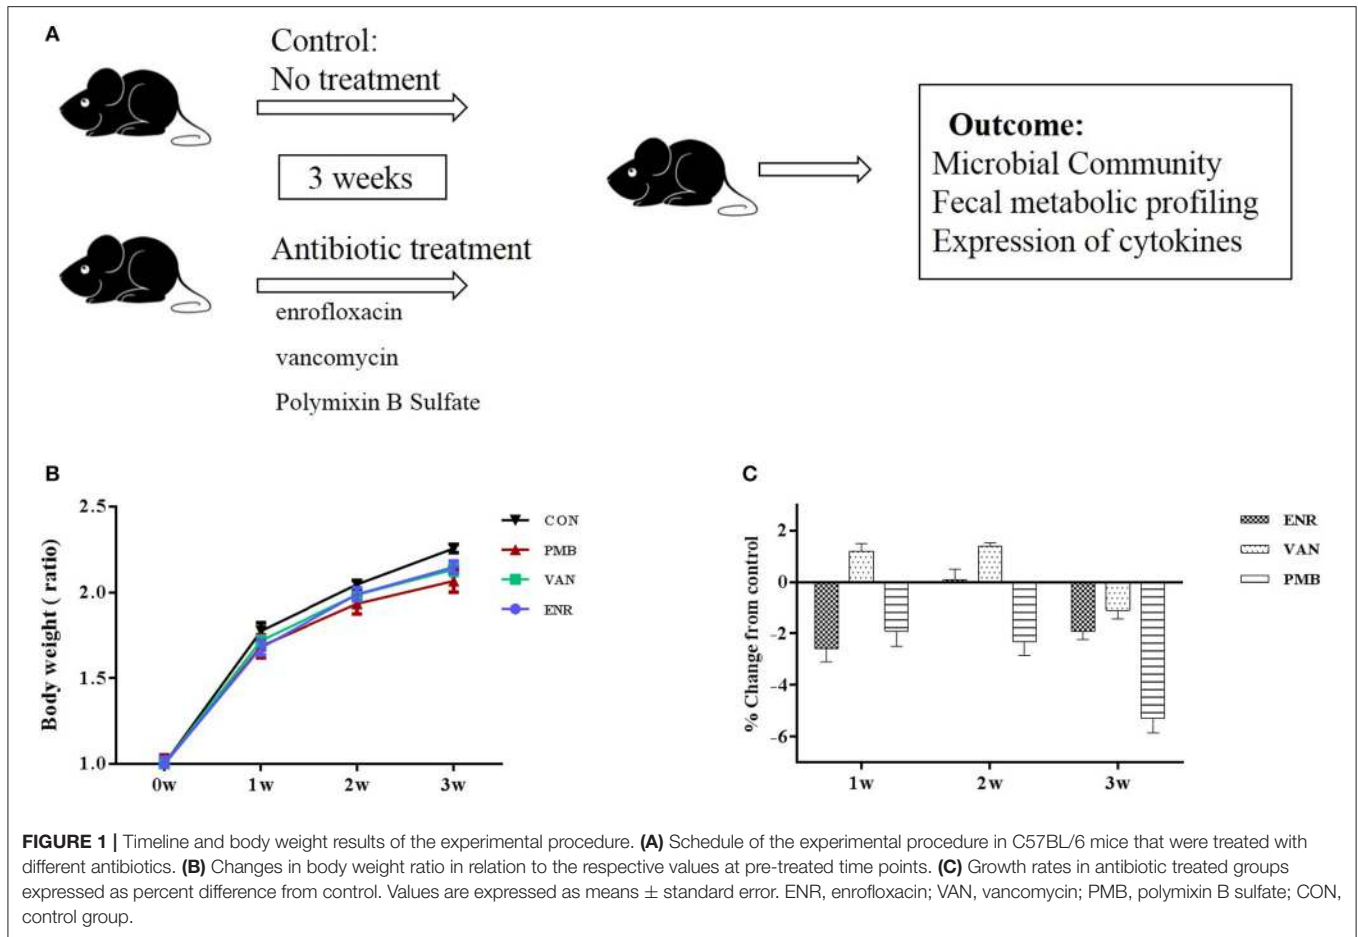 A
Control:
No treatment
3 weeks
Antibiotic treatment
enrofloxacin
vancomycin
Polymixin B Sulfate
Outcome:
Microbial Community
Fecal metabolic profiling
Expression of cytokines
B
Body weight ( ratio)
2.5
2.0
1.5
1.0
0w 1w 2w 3w
CON
PMB
VAN
ENR
C
% Change from control
2
0
-2
-4
-6
1w 2w 3w
ENR
VAN
PMB
FIGURE 1 | Timeline and body weight results of the experimental procedure. (A) Schedule of the experimental procedure in C57BL/6 mice that were treated with
different antibiotics. (B) Changes in body weight ratio in relation to the respective values at pre-treated time points. (C) Growth rates in antibiotic treated groups
expressed as percent difference from control. Values are expressed as means ± standard error. ENR, enrofloxacin; VAN, vancomycin; PMB, polymixin B sulfate; CON,
control group.